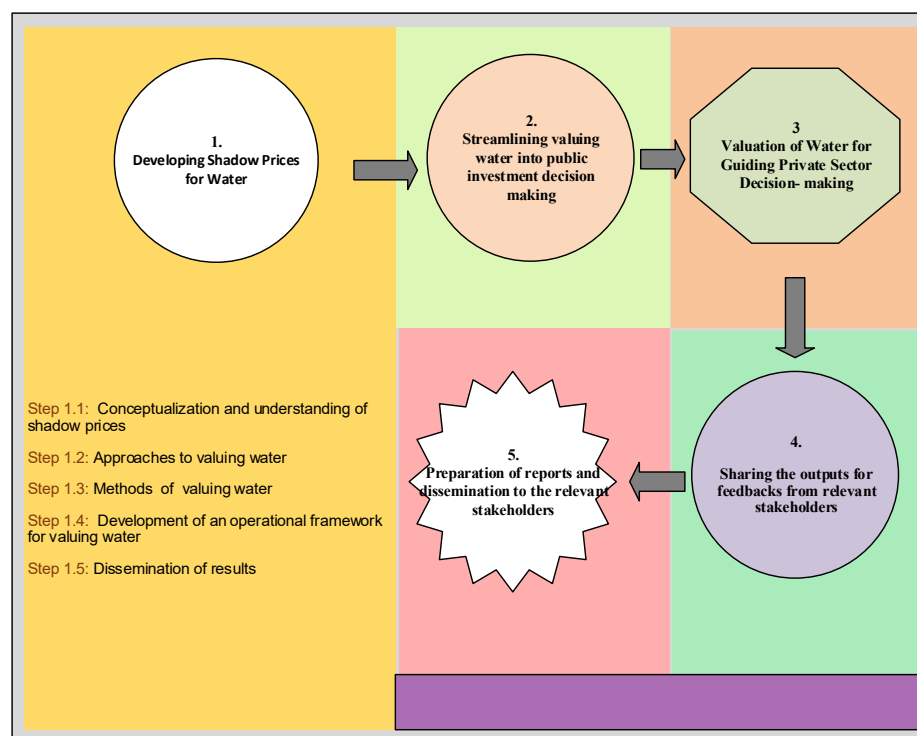 1.
Developing Shadow Prices
for Water
2.
Streamlining valuing
water into public
investment decision
making
3
Valuation of Water for
Guiding Private Sector
Decision- making
4.
Sharing the outputs for
feedbacks from relevant
stakeholders
5.
Preparation of reports and
dissemination to the relevant
stakeholders
Step 1.1: Conceptualization and understanding of
shadow prices
Step 1.2: Approaches to valuing water
Step 1.3: Methods of valuing water
Step 1.4: Development of an operational framework
for valuing water
Step 1.5: Dissemination of results